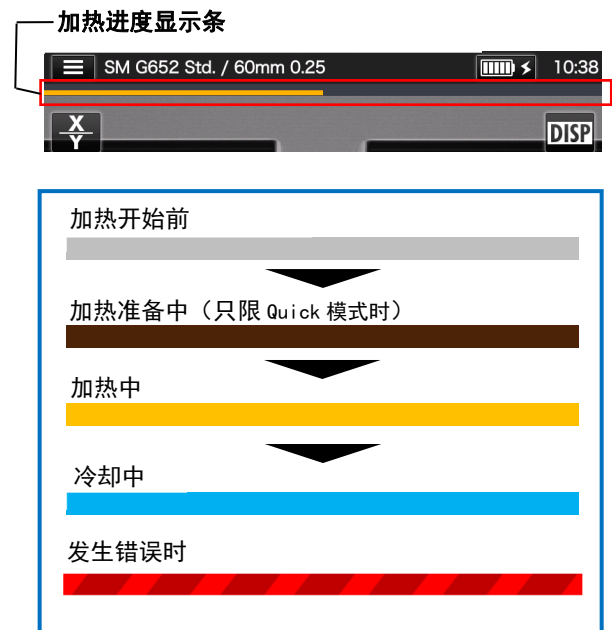 加热进度显示条
SM G652 Std. / 60mm 0.25
10:38
X
Y
DISP
加热开始前
加热准备中（只限 Quick 模式时）
加热中
冷却中
发生错误时